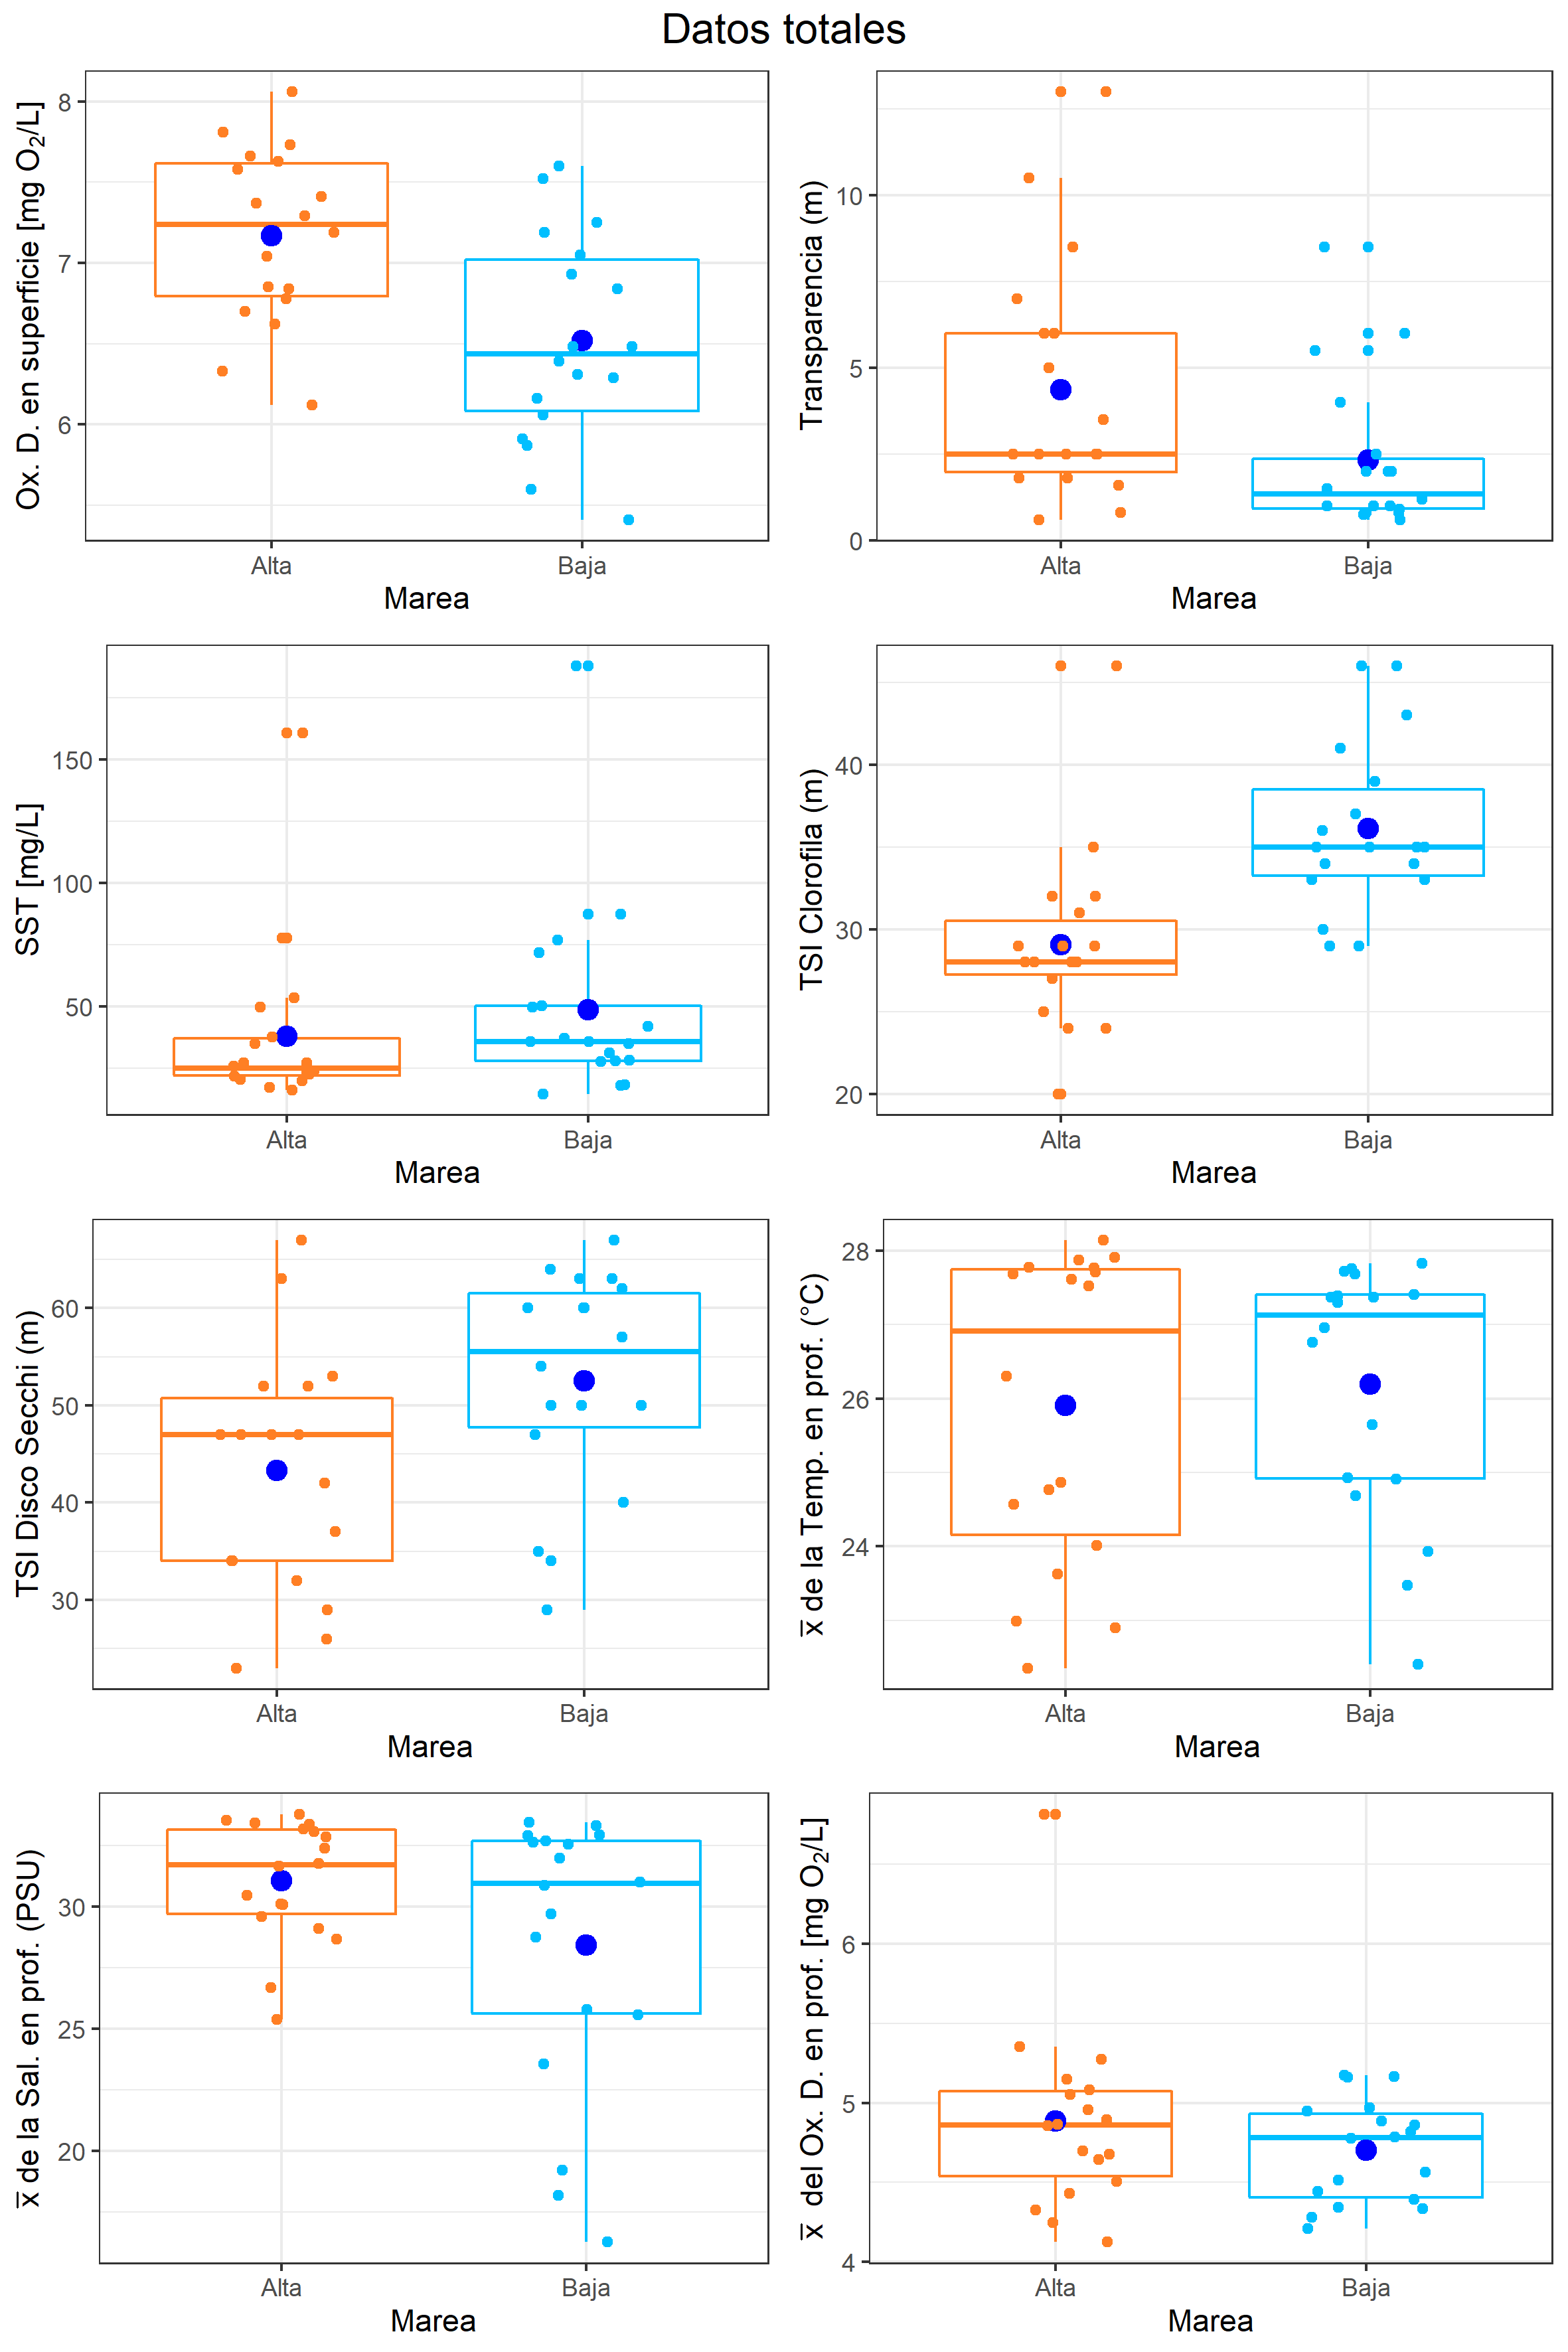 Datos totales
Ox. D. en superficie [mg O₂/L]
8
7
6
Alta
Baja
Marea
Transparencia (m)
10
5
0
Alta
Baja
Marea
SST [mg/L]
150
100
50
Alta
Baja
Marea
TSI Clorofila (m)
40
30
20
Alta
Baja
Marea
TSI Disco Secchi (m)
60
50
40
30
Alta
Baja
Marea
x̅ de la Temp. en prof. (°C)
28
26
24
Alta
Baja
Marea
x̅ de la Sal. en prof. (PSU)
30
25
20
Alta
Baja
Marea
x̅ del Ox. D. en prof. [mg O₂/L]
6
5
4
Alta
Baja
Marea